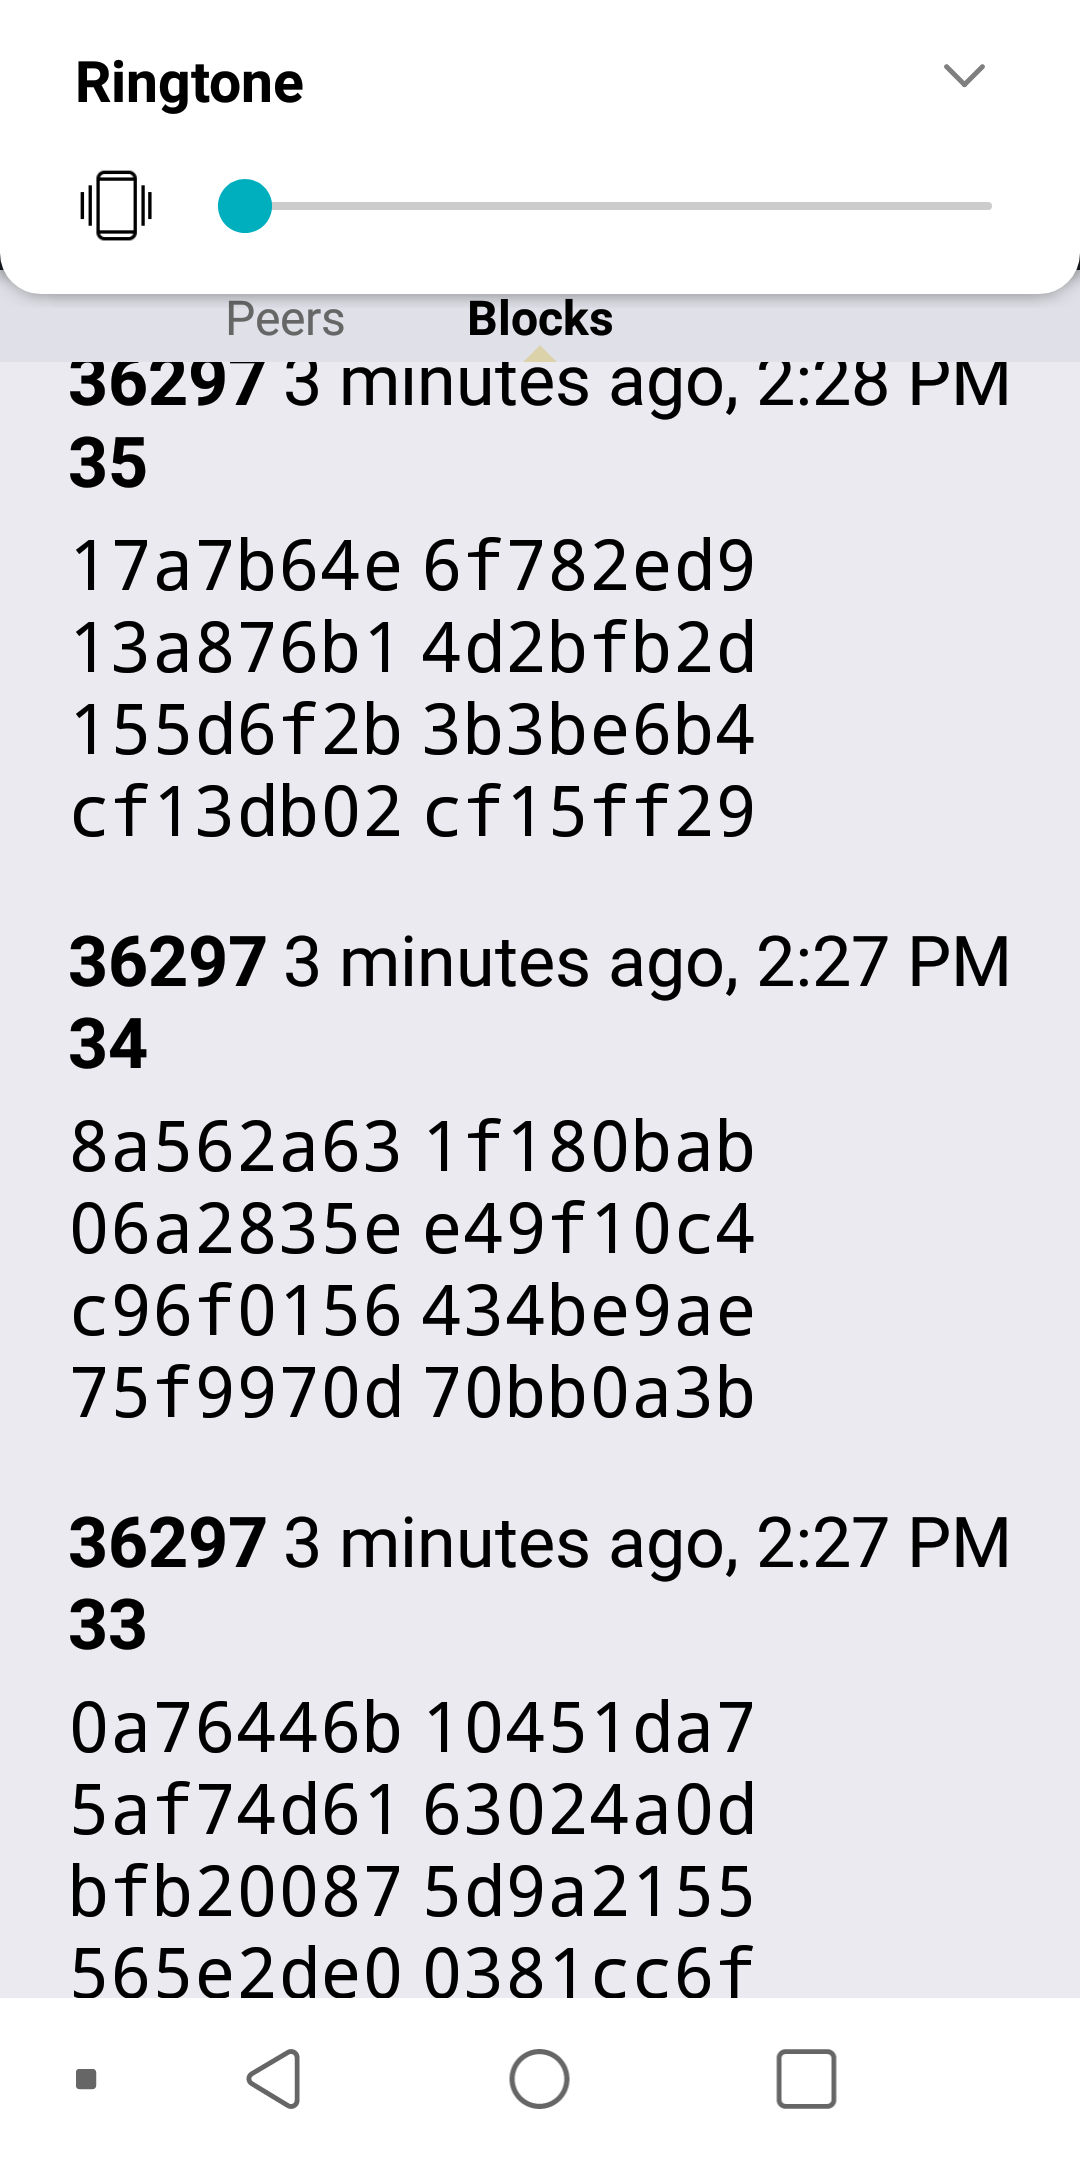 Ringtone
Peers Blocks
36297 3 minutes ago, 2:28 PM
35
17a7b64e 6f782ed9
13a876b1 4d2bfb2d
155d6f2b 3b3be6b4
cf13db02 cf15ff29
36297 3 minutes ago, 2:27 PM
34
8a562a63 1f180bab
06a2835e e49f10c4
c96f0156 434be9ae
75f9970d 70bb0a3b
36297 3 minutes ago, 2:27 PM
33
0a76446b 10451da7
5af74d61 63024a0d
bfb20087 5d9a2155
565e2de0 0381cc6f